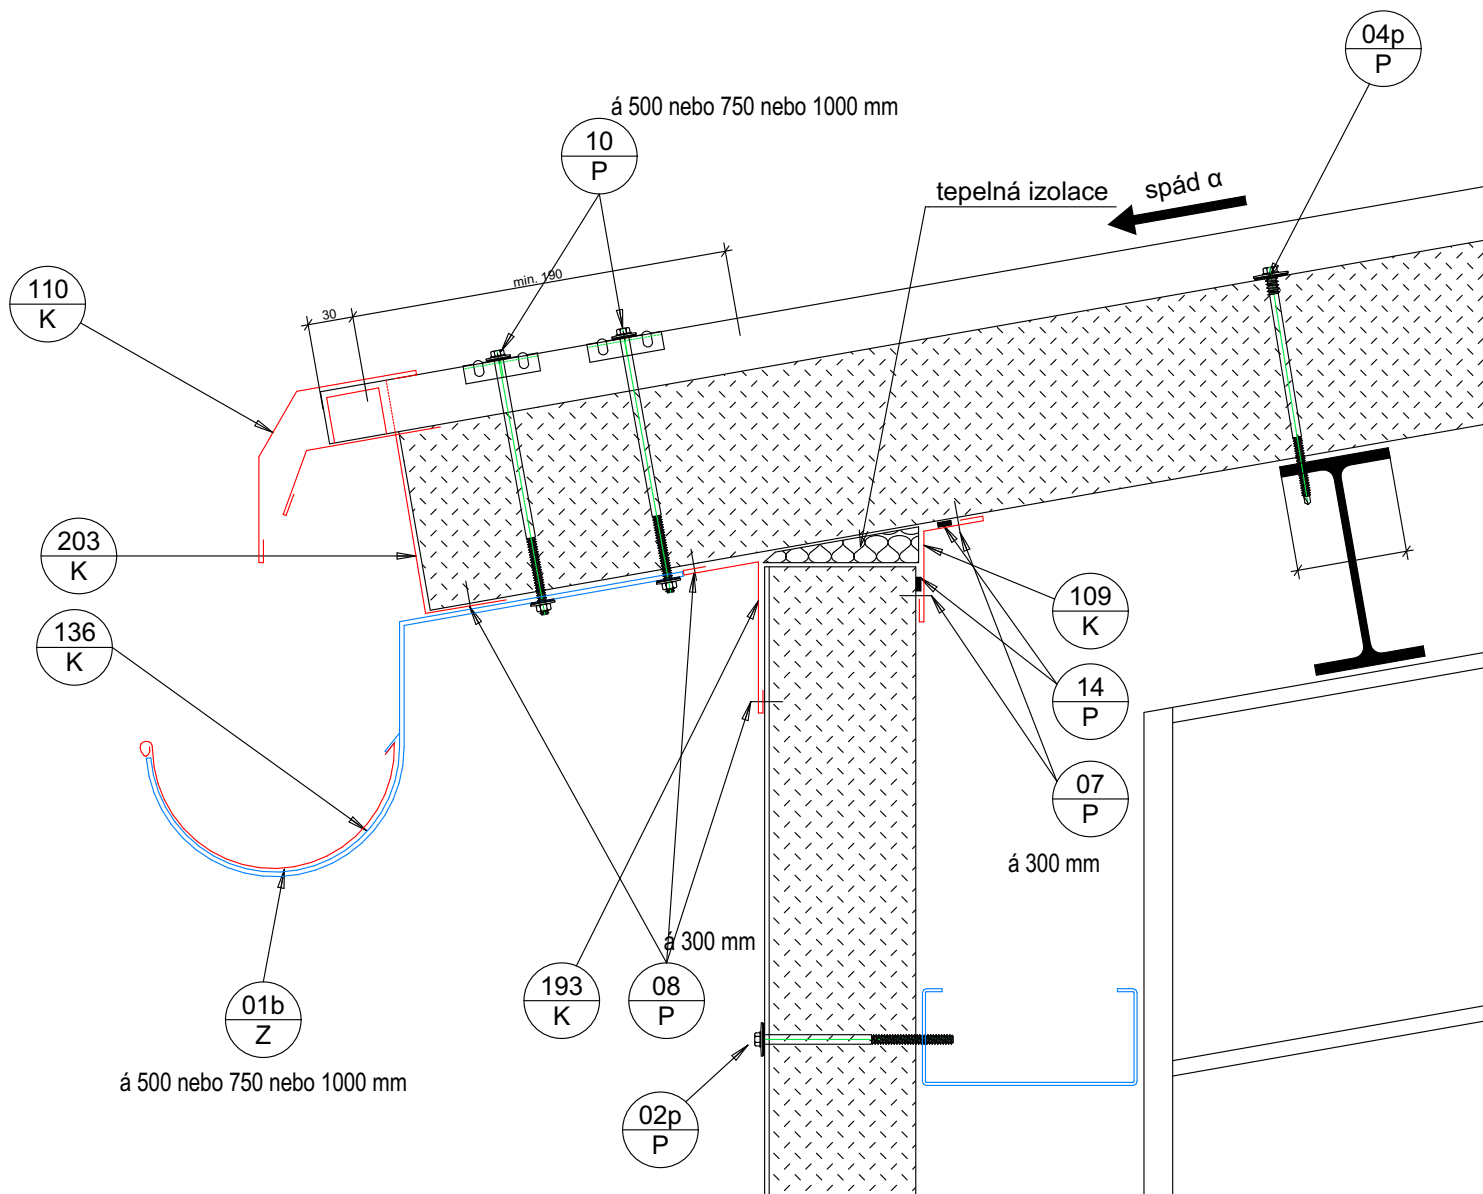 04p
P
á 500 nebo 750 nebo 1000 mm
10
P
tepelná izolace
spád α
min. 190
30
110
K
203
K
136
K
109
K
14
P
07
P
á 300 mm
á 300 mm
193
K
08
P
01b
Z
á 500 nebo 750 nebo 1000 mm
02p
P